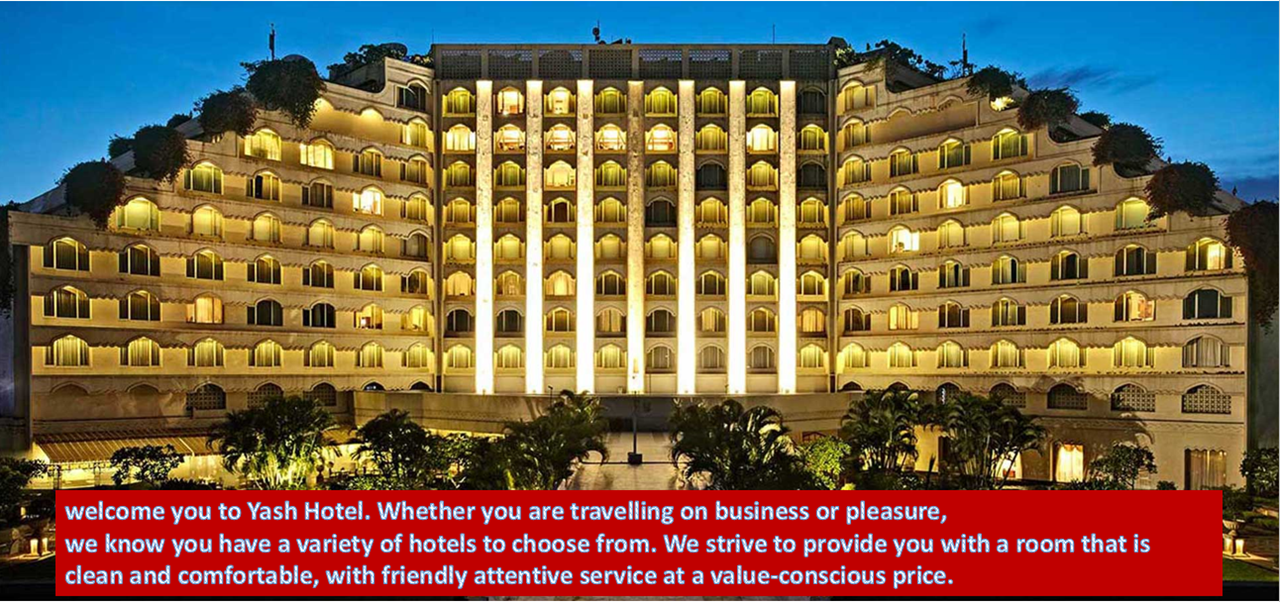 welcome you to Yash Hotel. Whether you are travelling on business or pleasure,
we know you have a variety of hotels to choose from. We strive to provide you with a room that is
clean and comfortable, with friendly attentive service at a value-conscious price.